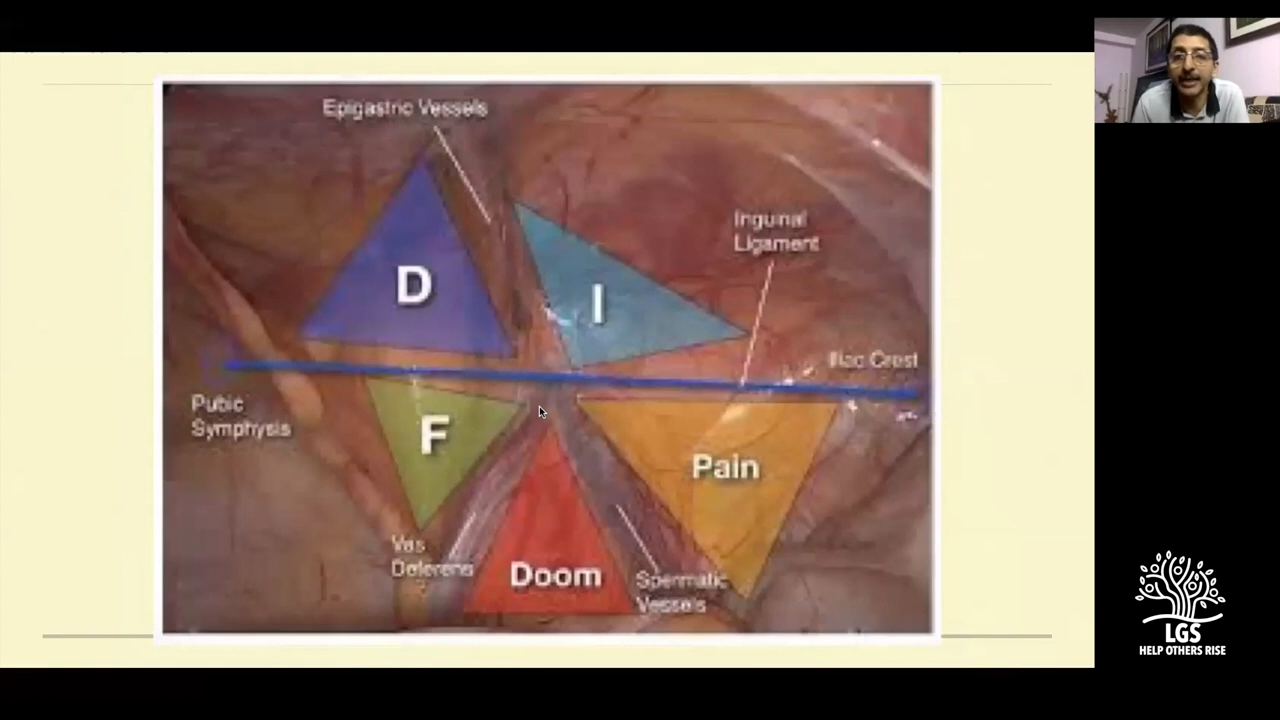 Epigastric Vessels
Inguinal
Ligament
D
I
Iliac Crest
Pubic
Symphysis
F
Pain
Vas
Deferens
Doom
Spermatic
Vessels
LGS
HELP OTHERS RISE